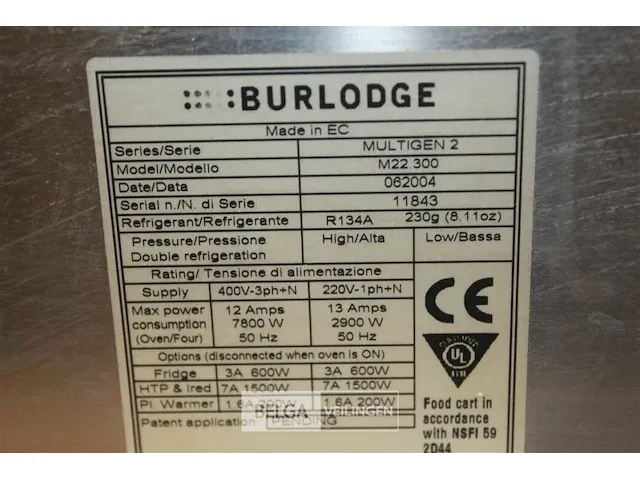 BURLODGE
Made in EC
Series/Serie MULTIGEN 2
Model/Modello M22 300
Date/Data 062004
Serial n./N. di Serie 11843
Refrigerant/Refrigerante R134A 230g (8.11oz)
Pressure/Pressione High/Alta Low/Bassa
Double refrigeration
Rating/ Tensione di alimentazione
Supply 400V-3ph+N 220V-1ph+N
Max power 12 Amps 13 Amps
consumption 7800 W 2900 W
(Oven/Four) 50 Hz 50 Hz
Options (disconnected when oven is ON)
Fridge 3A 600W 3A 600W
HTP & Ired 7A 1500W 7A 1500W
Pl. Warmer 1.6A 200W 1.6A 200W
BELGA VEILINGEN
Patent application PENDING
CE
UL
Food cart in
accordance
with NSFI 59
2D44